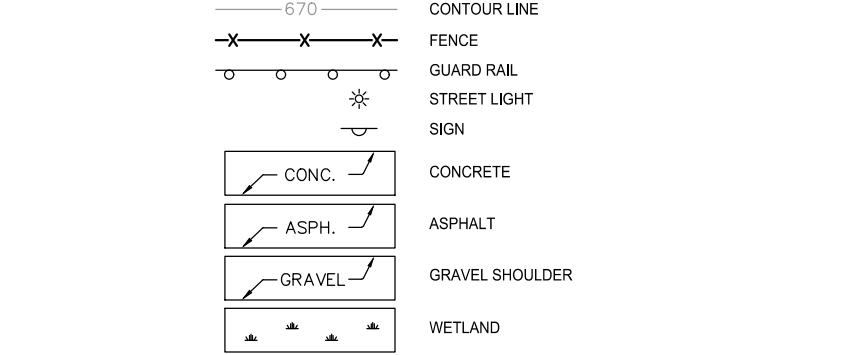 670 CONTOUR LINE
X X X FENCE
GUARD RAIL
STREET LIGHT
SIGN
CONC. CONCRETE
ASPH. ASPHALT
GRAVEL GRAVEL SHOULDER
WETLAND